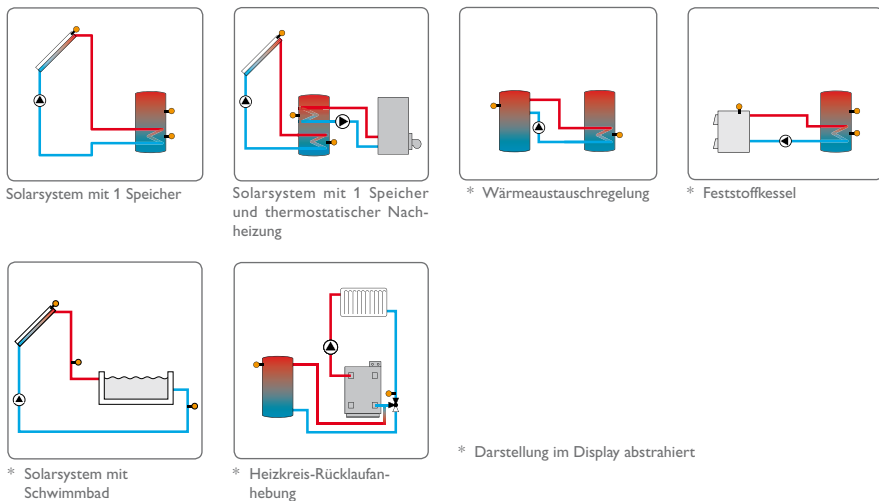 Solarsystem mit 1 Speicher
Solarsystem mit 1 Speicher
und thermostatischer Nach-
heizung
* Wärmeaustauschregelung
* Feststoffkessel
* Solarsystem mit
Schwimmbad
* Heizkreis-Rücklaufan-
hebung
* Darstellung im Display abstrahiert